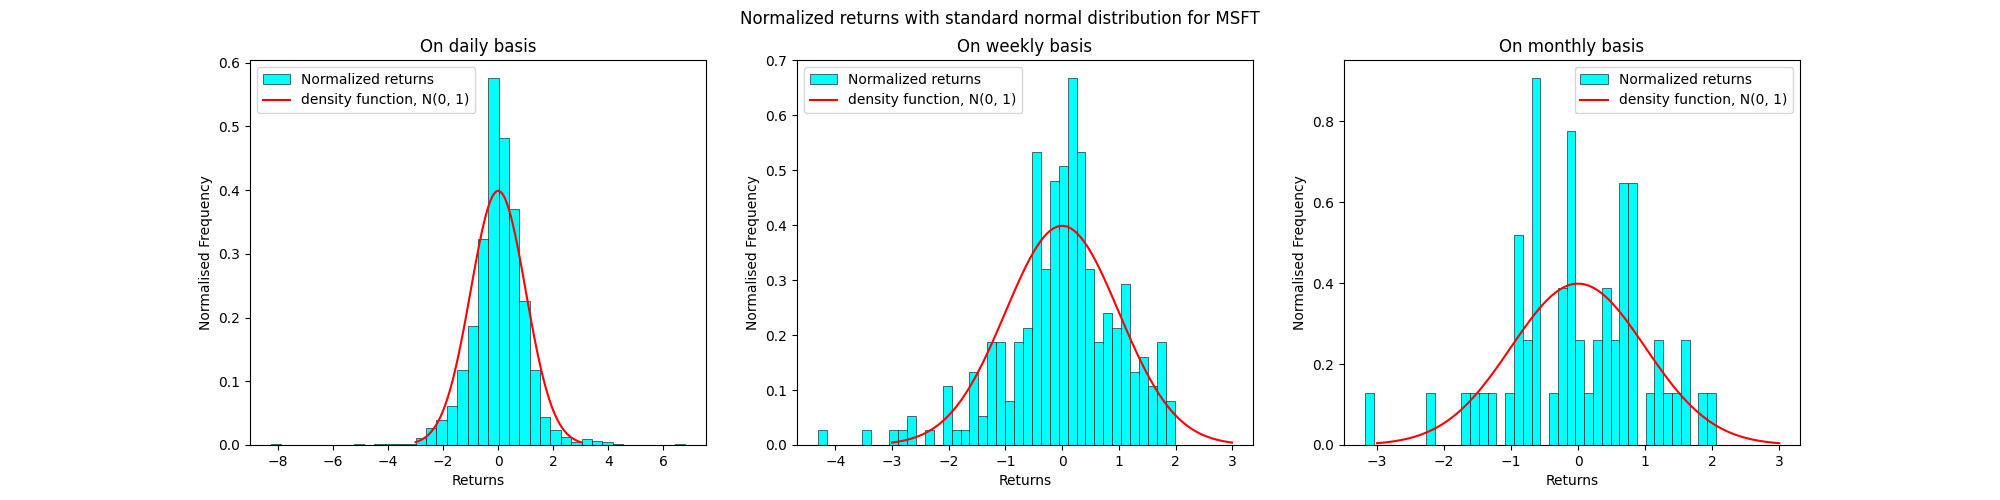 Normalized returns with standard normal distribution for MSFT
On daily basis
Normalized returns
density function, N(0, 1)
Normalised Frequency
0.6
0.5
0.4
0.3
0.2
0.1
0.0
−8 −6 −4 −2 0 2 4 6
Returns
On weekly basis
Normalized returns
density function, N(0, 1)
Normalised Frequency
0.7
0.6
0.5
0.4
0.3
0.2
0.1
0.0
−4 −3 −2 −1 0 1 2 3
Returns
On monthly basis
Normalized returns
density function, N(0, 1)
Normalised Frequency
0.8
0.6
0.4
0.2
0.0
−3 −2 −1 0 1 2 3
Returns